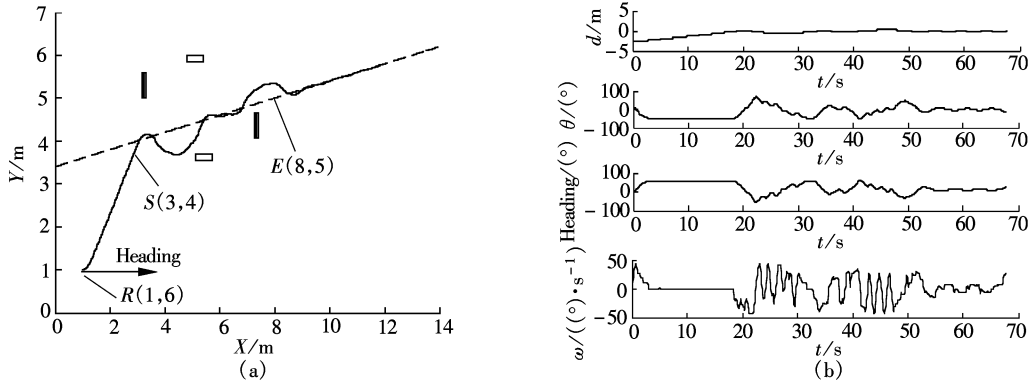 7
6
5
4
3
2
1
0
Y/m
0 2 4 6 8 10 12 14
X/m
S(3,4)
E(8,5)
Heading
R(1,6)
(a)
5
0
-5
d/m
0 10 20 30 40 50 60 70
t/s
100
0
-100
θ/(°)
0 10 20 30 40 50 60 70
t/s
100
0
-100
Heading/(°)
0 10 20 30 40 50 60 70
t/s
50
0
-50
ω/((°)·s⁻¹)
0 10 20 30 40 50 60 70
t/s
(b)